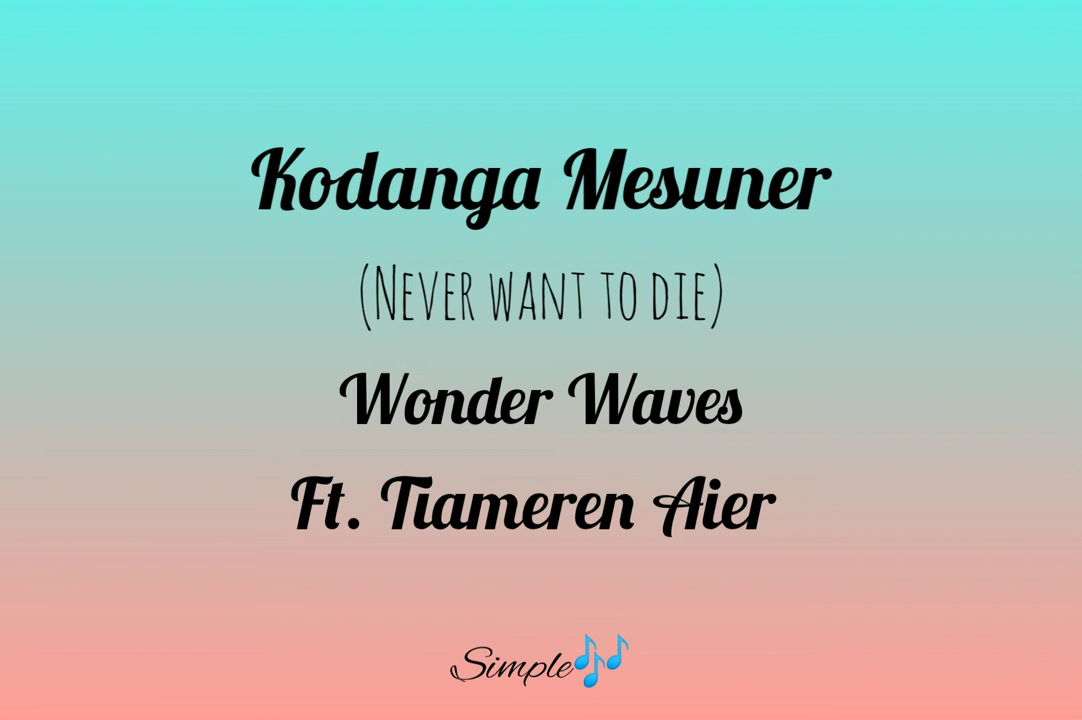 Kodanga Mesuner
(Never want to die)
Wonder Waves
Ft. Tiameren Aier
Simple🎶